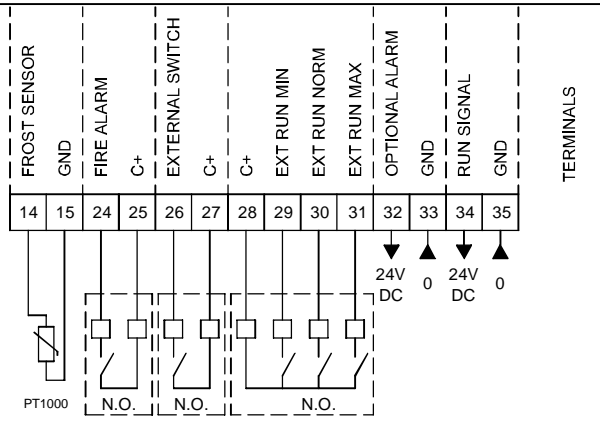 FROST SENSOR
GND
FIRE ALARM
C+
EXTERNAL SWITCH
C+
C+
EXT RUN MIN
EXT RUN NORM
EXT RUN MAX
OPTIONAL ALARM
GND
RUN SIGNAL
GND
TERMINALS
14 15 24 25 26 27 28 29 30 31 32 33 34 35
24V
DC
0
24V
DC
0
PT1000
N.O.
N.O.
N.O.